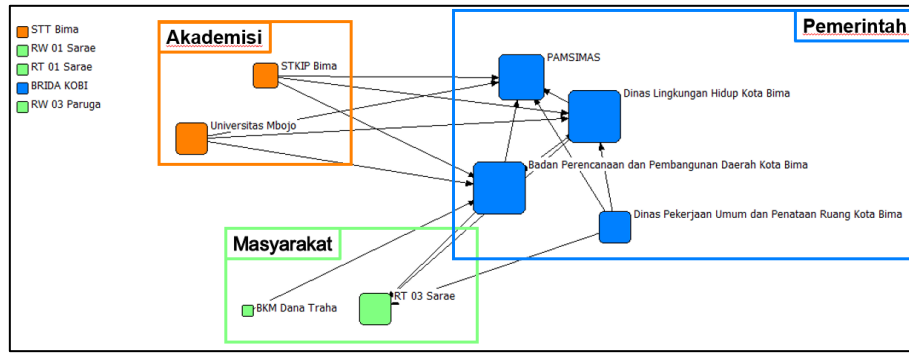 STT Bima
RW 01 Sarae
RT 01 Sarae
BRIDA KOBI
RW 03 Paruga
Akademisi
STKIP Bima
Universitas Mbojo
Pemerintah
PAMSIMAS
Dinas Lingkungan Hidup Kota Bima
Badan Perencanaan dan Pembangunan Daerah Kota Bima
Dinas Pekerjaan Umum dan Penataan Ruang Kota Bima
Masyarakat
BKM Dana Traha
RT 03 Sarae